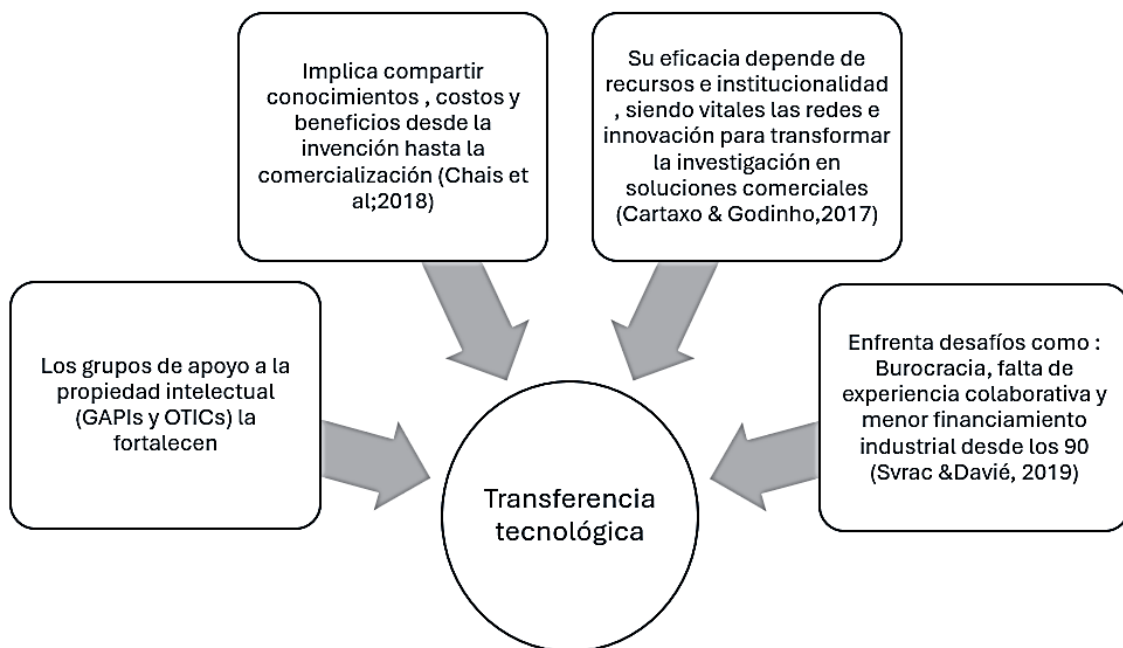 Implica compartir
conocimientos , costos y
beneficios desde la
invención hasta la
comercialización (Chais et
al;2018)
Su eficacia depende de
recursos e institucionalidad
, siendo vitales las redes e
innovación para transformar
la investigación en
soluciones comerciales
(Cartaxo & Godinho,2017)
Los grupos de apoyo a la
propiedad intelectual
(GAPIs y OTICs) la
fortalecen
Enfrenta desafíos como :
Burocracia, falta de
experiencia colaborativa y
menor financiamiento
industrial desde los 90
(Svrac &Davié, 2019)
Transferencia
tecnológica